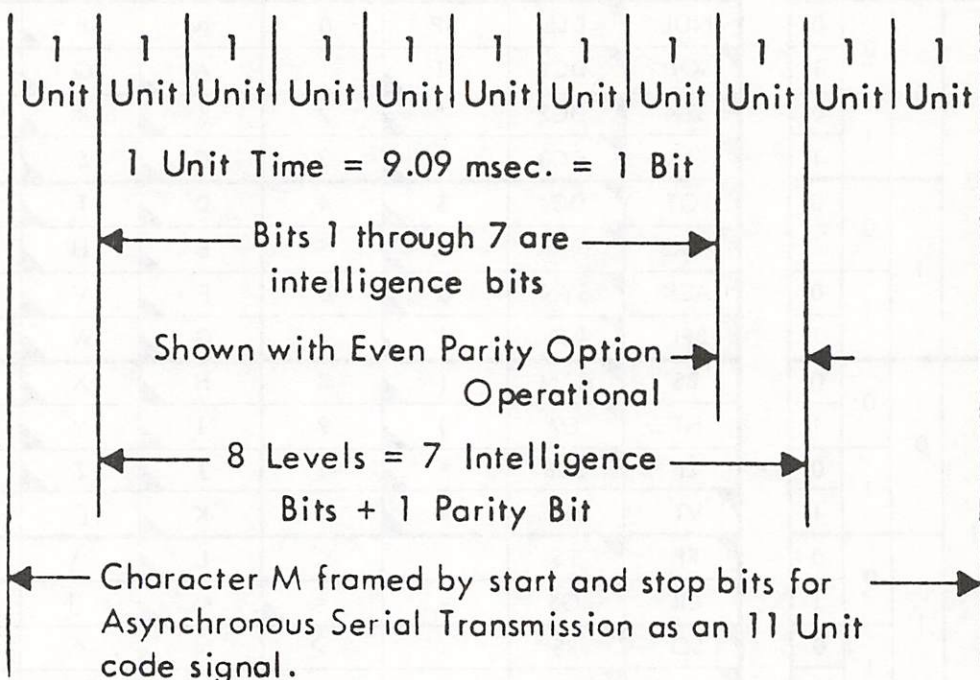 1 1 1 1 1 1 1 1 1 1 1
Unit Unit Unit Unit Unit Unit Unit Unit Unit Unit Unit
1 Unit Time = 9.09 msec. = 1 Bit
Bits 1 through 7 are
intelligence bits
Shown with Even Parity Option
Operational
8 Levels = 7 Intelligence
Bits + 1 Parity Bit
Character M framed by start and stop bits for
Asynchronous Serial Transmission as an 11 Unit
code signal.